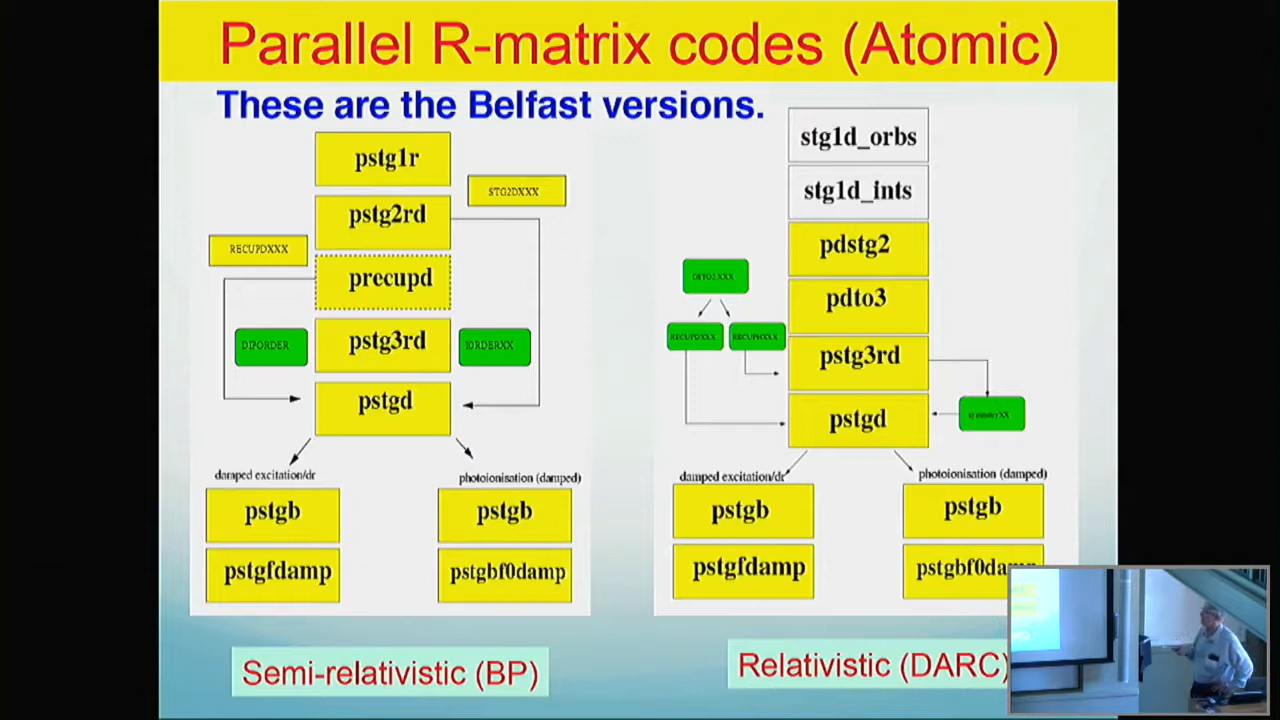 Parallel R-matrix codes (Atomic)
These are the Belfast versions.
pstg1r
STG2DXXX
pstg2rd
RECUPDXXX
precupd
DIPORDER
pstg3rd
IORDERXX
pstgd
damped excitation/dr
photoionisation (damped)
pstgb
pstgb
pstgfdamp
pstgbf0damp
Semi-relativistic (BP)
stg1d_orbs
stg1d_ints
pdstg2
pdto3
RECUPDXXX
RECUPHXXX
pstg3rd
pstgd
damped excitation/dr
photoionisation (damped)
pstgb
pstgb
pstgfdamp
Relativistic (DARC)